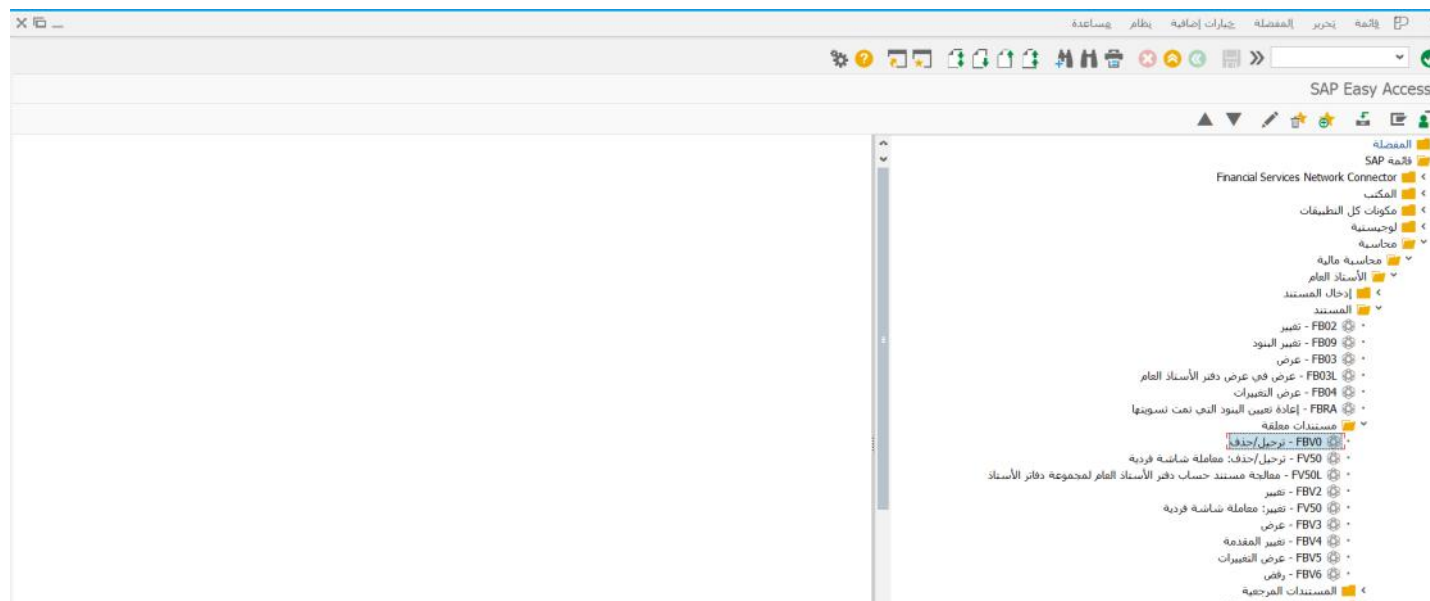 قائمة تحرير المفضلة خيارات إضافية نظام مساعدة
SAP Easy Access
المفضلة
قائمة SAP
Financial Services Network Connector
المكتب
مكونات كل التطبيقات
لوجيستية
محاسبة
محاسبة مالية
الأستاذ العام
إدخال المستند
المستند
FB02 - تغيير
FB09 - تغيير البنود
FB03 - عرض
FB03L - عرض في عرض دفتر الأستاذ العام
FB04 - عرض التغييرات
FBRA - إعادة تعيين البنود التي تمت تسويتها
مستندات معلقة
FBV0 - ترحيل/حذف
FV50 - ترحيل/حذف: معاملة شاشة فردية
FV50L - معالجة مستند حساب دفتر الأستاذ العام لمجموعة دفاتر الأستاذ
FBV2 - تغيير
FV50 - تغيير: معاملة شاشة فردية
FBV3 - عرض
FBV4 - تغيير المقدمة
FBV5 - عرض التغييرات
FBV6 - رفض
المستندات المرجعية